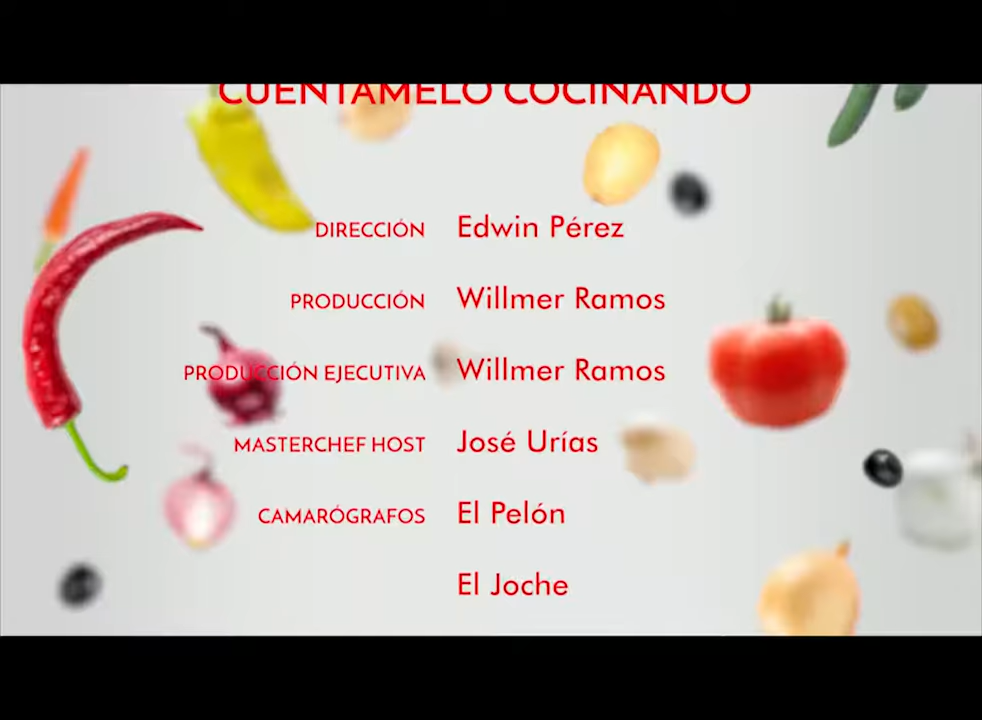 CUENTAMELO COCINANDO
DIRECCIÓN Edwin Pérez
PRODUCCIÓN Willmer Ramos
PRODUCCIÓN EJECUTIVA Willmer Ramos
MASTERCHEF HOST José Urías
CAMARÓGRAFOS El Pelón
El Joche